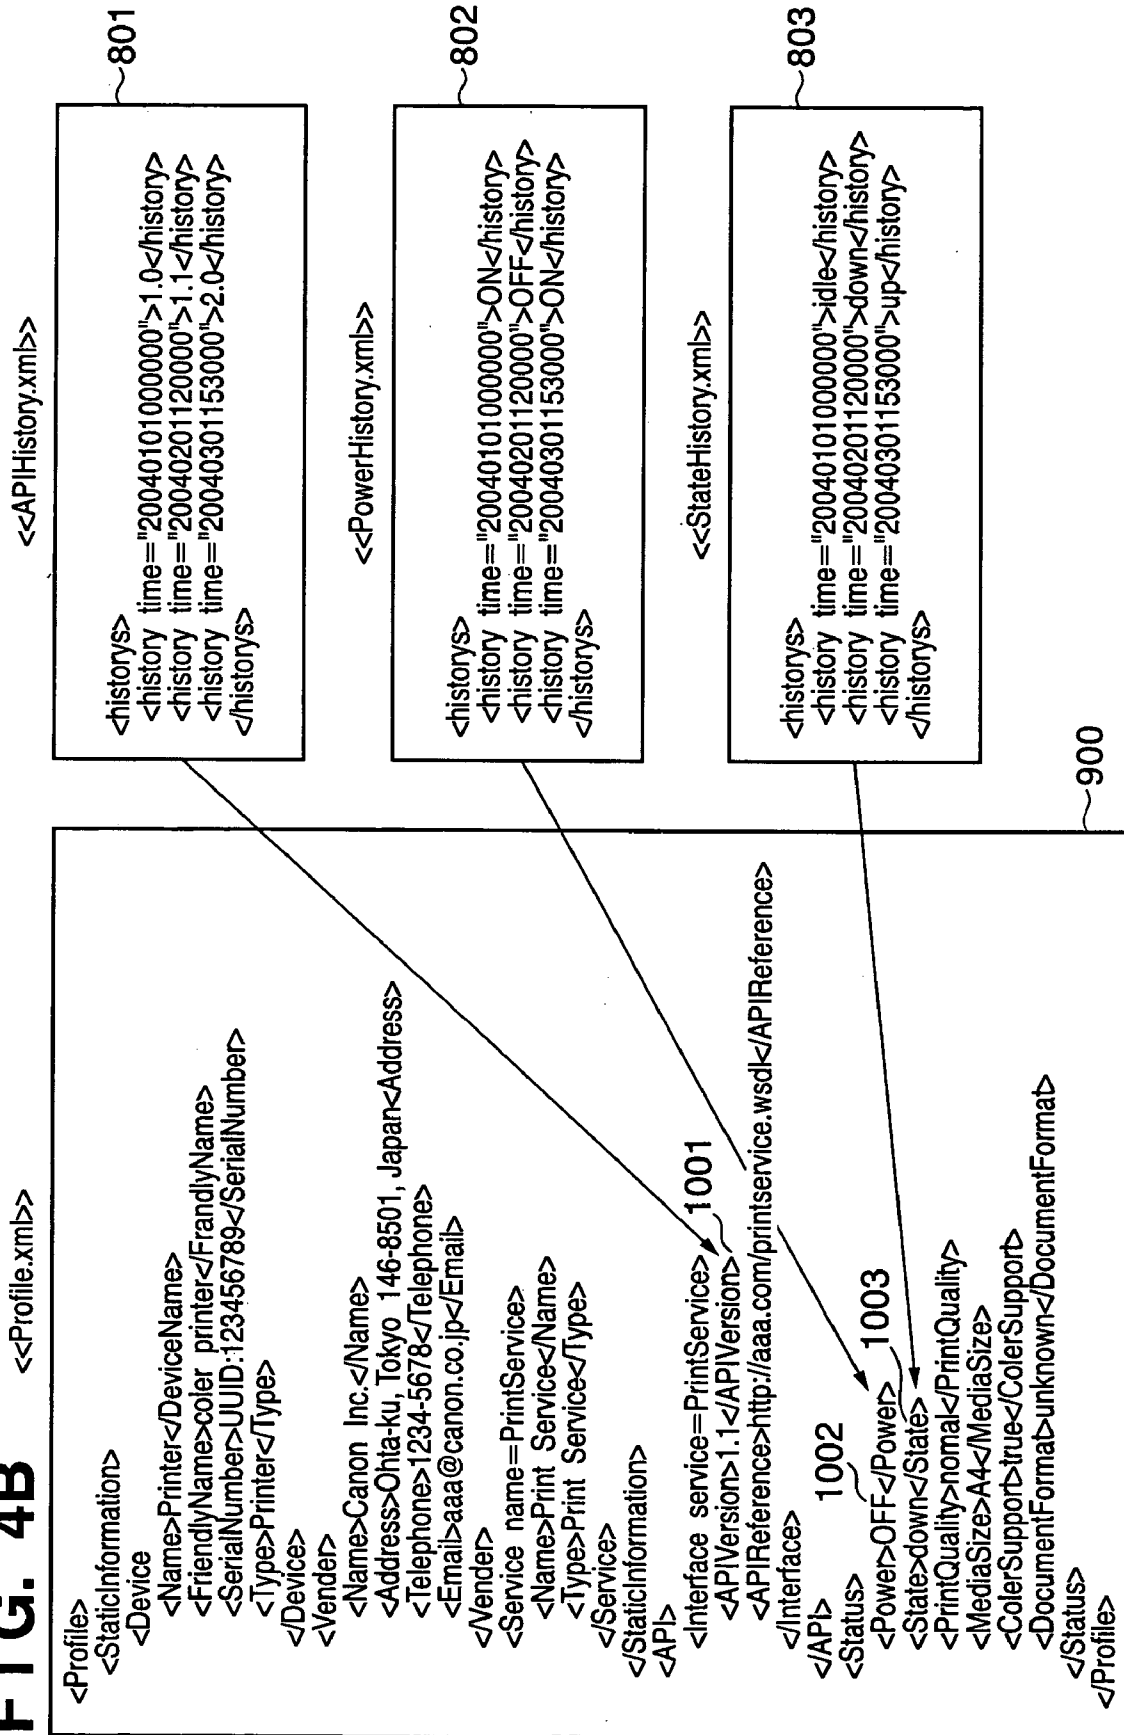 FIG. 4B
<<Profile.xml>>
<Profile>
<StaticInformation>
<Device
<Name>Printer</DeviceName>
<FriendlyName>coler printer</FrandlyName>
<SerialNumber>UUID:123456789</SerialNumber>
<Type>Printer</Type>
</Device>
<Vender>
<Name>Canon Inc.</Name>
<Address>Ohta-ku, Tokyo 146-8501, Japan<Address>
<Telephone>1234-5678</Telephone>
<Email>aaa@canon.co.jp</Email>
</Vender>
<Service name=PrintService>
<Name>Print Service</Name>
<Type>Print Service</Type>
</Service>
</StaticInformation>
<API>
<Interface service=PrintService>
<APIVersion>1.1</APIVersion>
1001
<APIReference>http://aaa.com/printservice.wsdl</APIReference>
</Interface>
</API>
<Status>
1002
<Power>OFF</Power>
<State>down</State>
1003
<PrintQuality>nomal</PrintQuality>
<MediaSize>A4</MediaSize>
<ColerSupport>true</ColerSupport>
<DocumentFormat>unknown</DocumentFormat>
</Status>
</Profile>
900
<<APIHistory.xml>>
801
<historys>
<history time="20040101000000">1.0</history>
<history time="20040201120000">1.1</history>
<history time="20040301153000">2.0</history>
</historys>
<<PowerHistory.xml>>
802
<historys>
<history time="20040101000000">ON</history>
<history time="20040201120000">OFF</history>
<history time="20040301153000">ON</history>
</historys>
<<StateHistory.xml>>
803
<historys>
<history time="20040101000000">idle</history>
<history time="20040201120000">down</history>
<history time="20040301153000">up</history>
</historys>